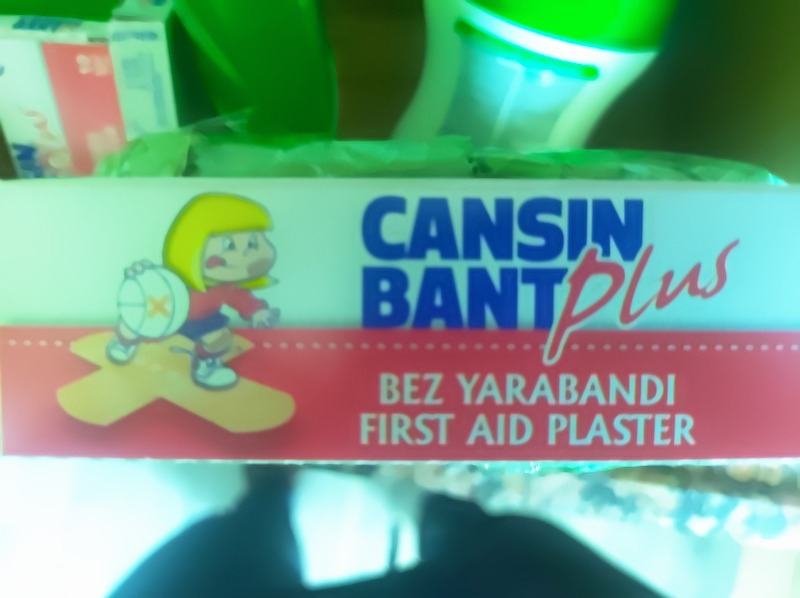 CANSIN
BANT Plus
BEZ YARABANDI
FIRST AID PLASTER